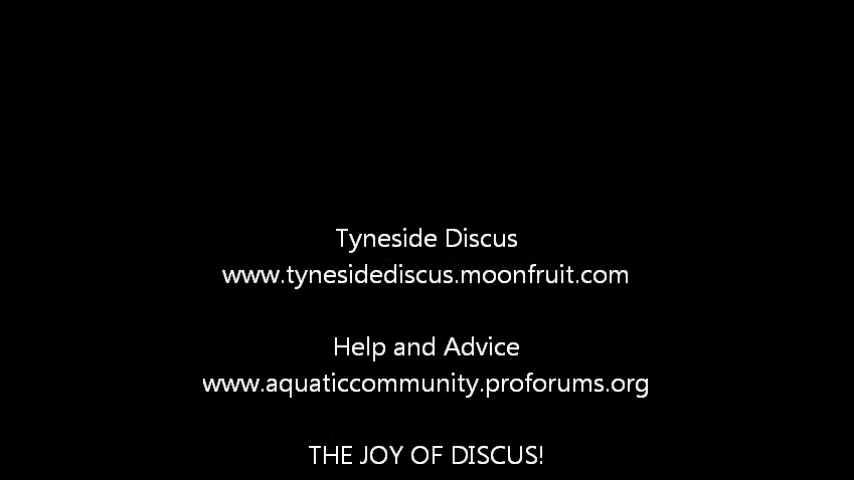 Tyneside Discus
www.tynesidediscus.moonfruit.com
Help and Advice
www.aquaticcommunity.proforums.org
THE JOY OF DISCUS!